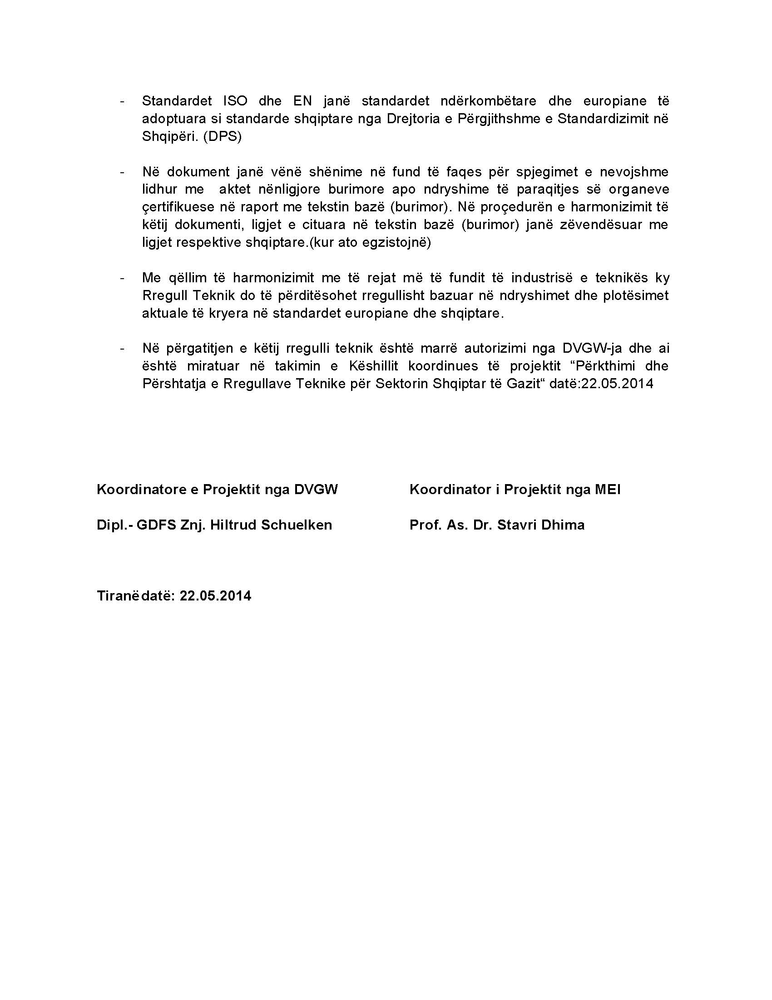 - Standardet ISO dhe EN janë standardet ndërkombëtare dhe europiane të
adoptuara si standarde shqiptare nga Drejtoria e Përgjithshme e Standardizimit në
Shqipëri. (DPS)
- Në dokument janë vënë shënime në fund të faqes për spjegimet e nevojshme
lidhur me aktet nënligjore burimore apo ndryshime të paraqitjes së organeve
çertifikuese në raport me tekstin bazë (burimor). Në proçedurën e harmonizimit të
këtij dokumenti, ligjet e cituara në tekstin bazë (burimor) janë zëvendësuar me
ligjet respektive shqiptare.(kur ato egzistojnë)
- Me qëllim të harmonizimit me të rejat më të fundit të industrisë e teknikës ky
Rregull Teknik do të përditësohet rregullisht bazuar në ndryshimet dhe plotësimet
aktuale të kryera në standardet europiane dhe shqiptare.
- Në përgatitjen e këtij rregulli teknik është marrë autorizimi nga DVGW-ja dhe ai
është miratuar në takimin e Këshillit koordinues të projektit “Përkthimi dhe
Përshtatja e Rregullave Teknike për Sektorin Shqiptar të Gazit“ datë:22.05.2014
Koordinatore e Projektit nga DVGW Koordinator i Projektit nga MEI
Dipl.- GDFS Znj. Hiltrud Schuelken Prof. As. Dr. Stavri Dhima
Tiranë datë: 22.05.2014